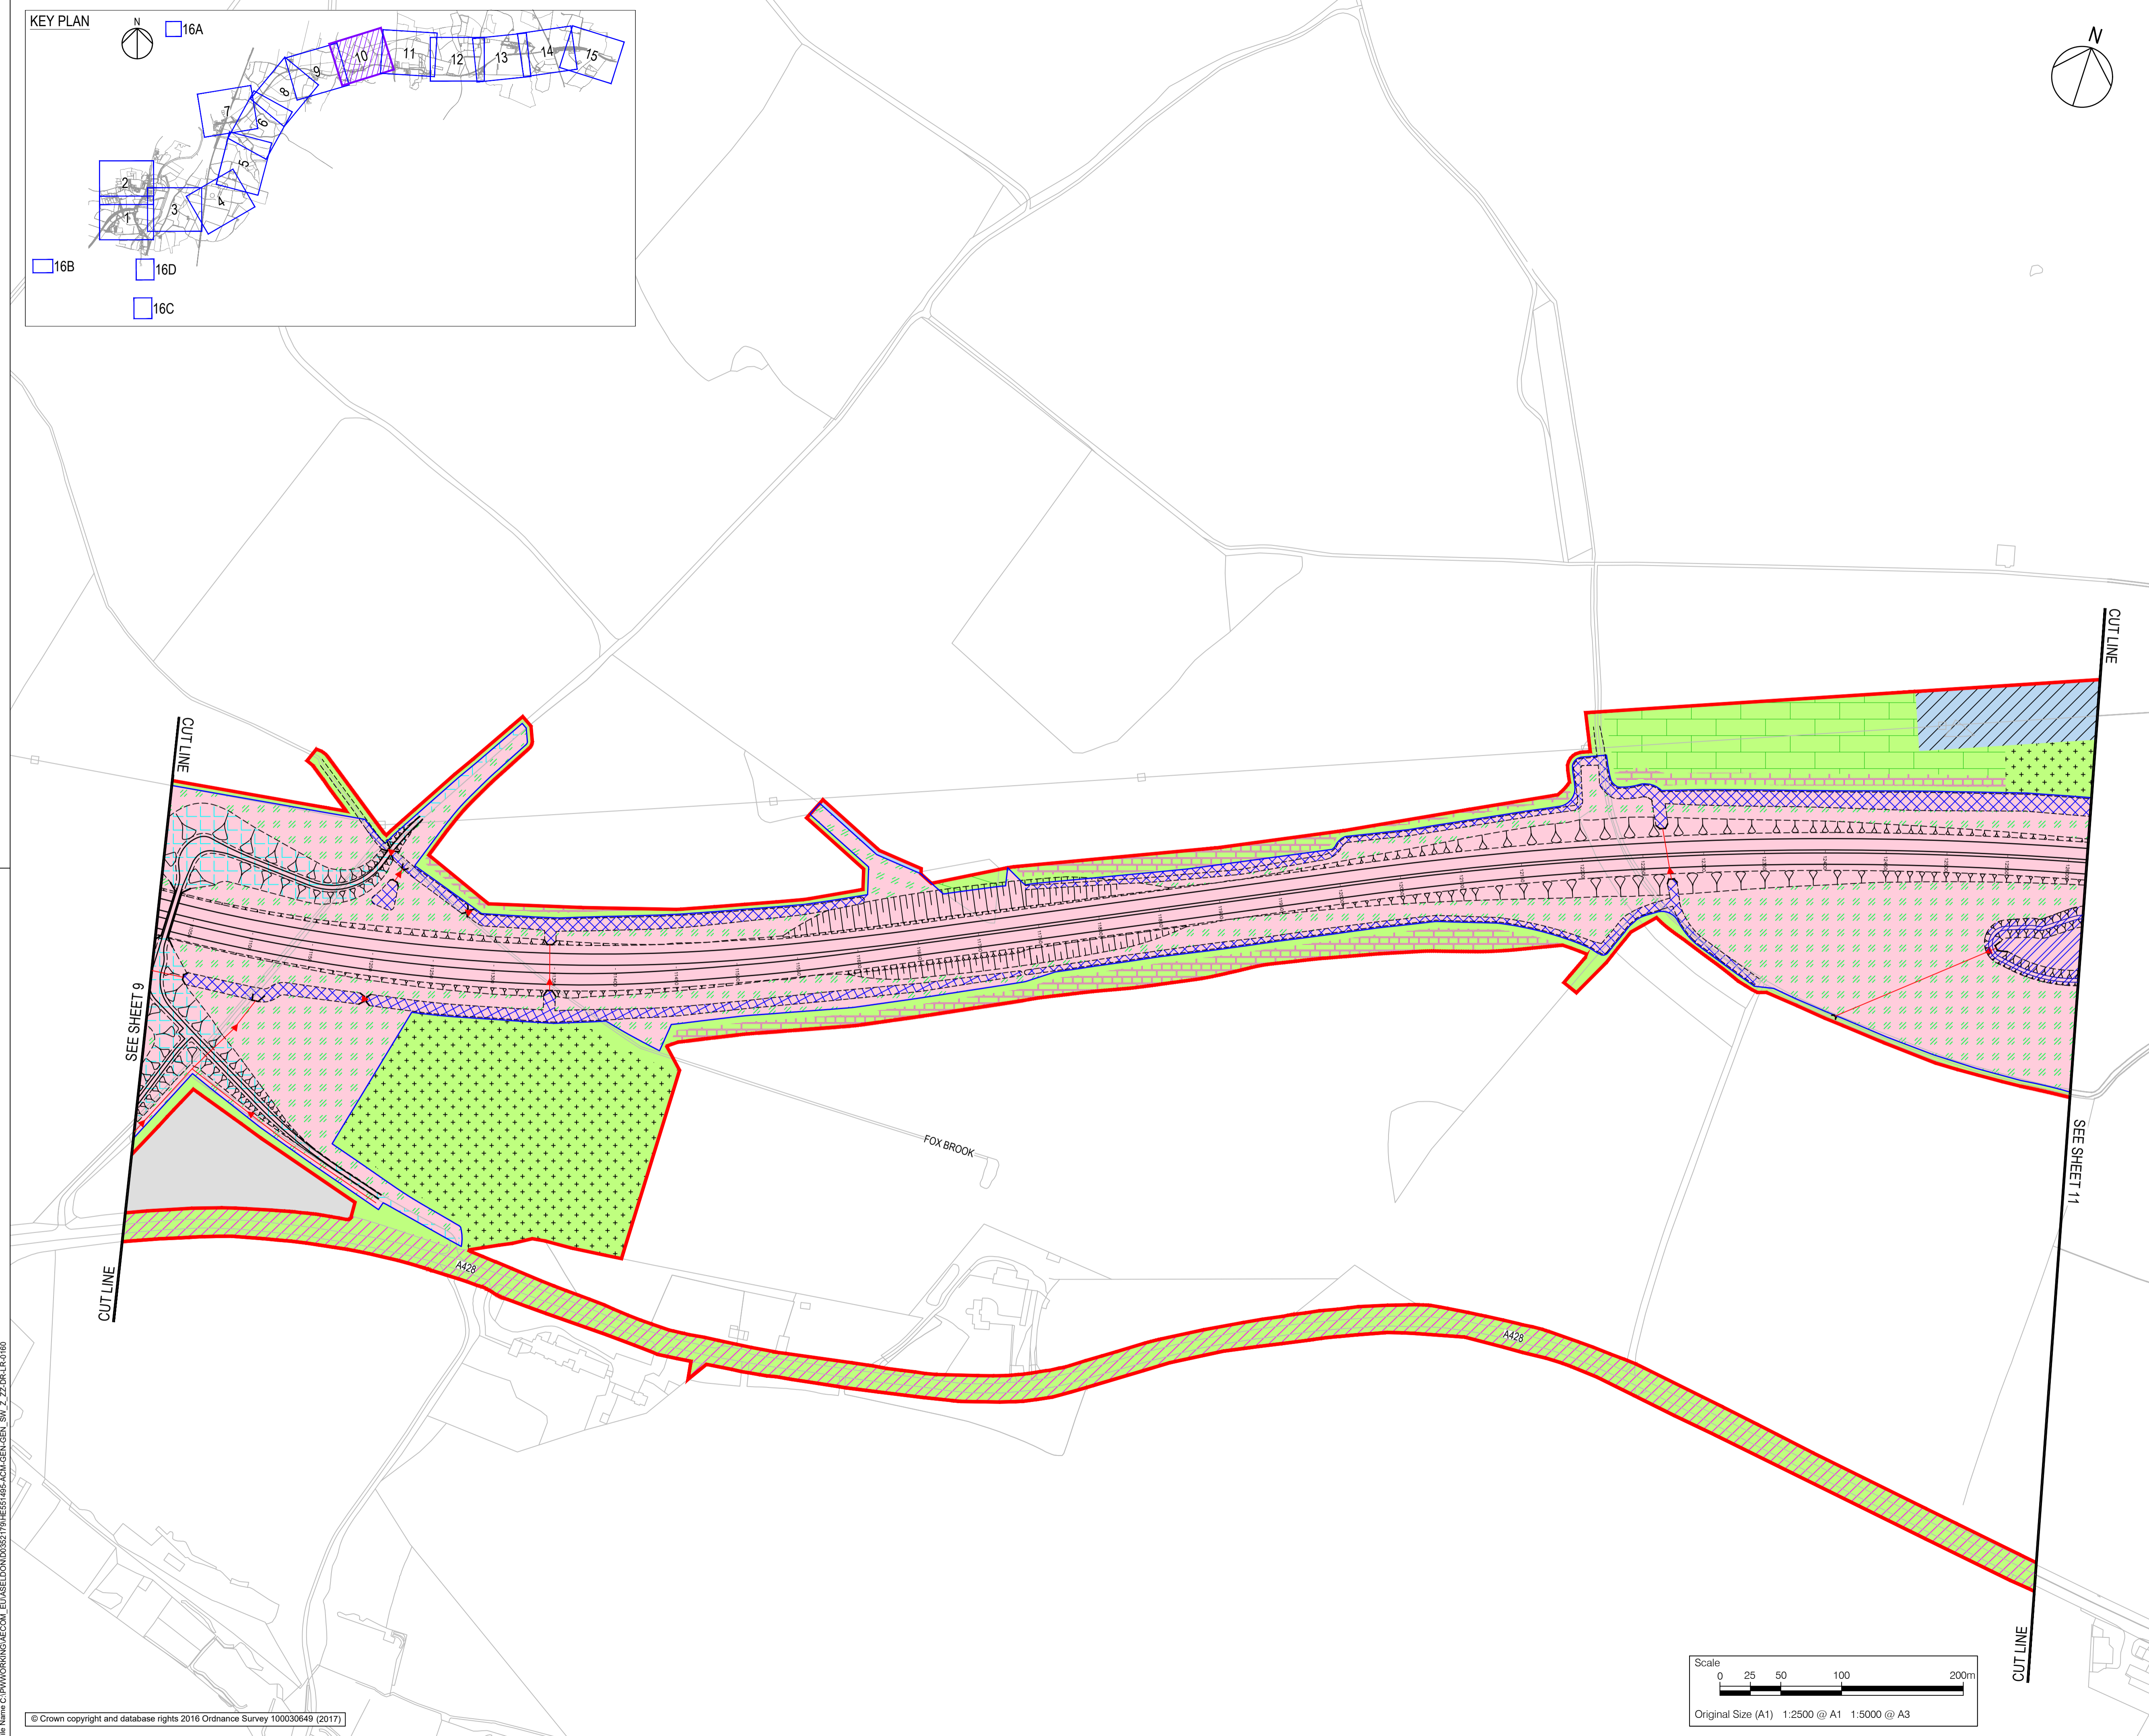 KEY PLAN
N
16A
1
2
3
4
5
6
7
8
9
10
11
12
13
14
15
16B
16D
16C
N
CUT LINE
CUT LINE
SEE SHEET 9
SEE SHEET 11
FOX BROOK
A428
A428
CUT LINE
CUT LINE
Scale
0 25 50 100 200m
Original Size (A1) 1:2500 @ A1 1:5000 @ A3
© Crown copyright and database rights 2016 Ordnance Survey 100030649 (2017)